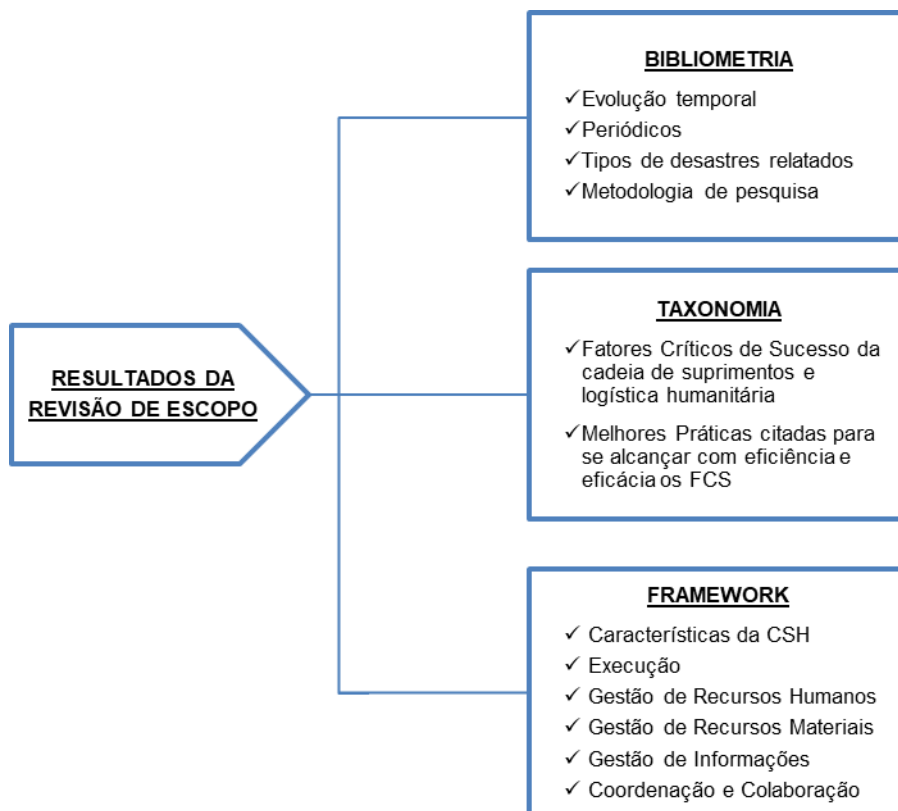 RESULTADOS DA
REVISÃO DE ESCOPO
BIBLIOMETRIA
✓Evolução temporal
✓Periódicos
✓Tipos de desastres relatados
✓Metodologia de pesquisa
TAXONOMIA
✓Fatores Críticos de Sucesso da
cadeia de suprimentos e
logística humanitária
✓Melhores Práticas citadas para
se alcançar com eficiência e
eficácia os FCS
FRAMEWORK
✓ Características da CSH
✓ Execução
✓ Gestão de Recursos Humanos
✓ Gestão de Recursos Materiais
✓ Gestão de Informações
✓ Coordenação e Colaboração